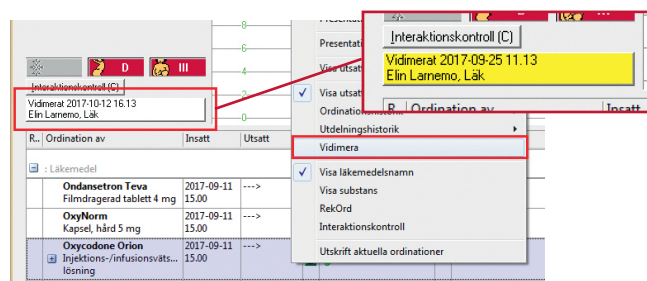 8
6
4
2
0
D
III
Interaktionskontroll (C)
Vidimerat 2017-10-12 16.13
Elin Larnemo, Läk
R..
Ordination av
Insatt
Utsatt
: Läkemedel
Ondansetron Teva
Filmdragerad tablett 4 mg
2017-09-11
15.00
--->
OxyNorm
Kapsel, hård 5 mg
2017-09-11
15.00
--->
Oxycodone Orion
Injektions-/infusionsväts...
lösning
2017-09-11
15.00
--->
Presentati
Visa utsatt
Visa utsatt
Ordination
Utdelningshistorik
Vidimera
Visa läkemedelsnamn
Visa substans
RekOrd
Interaktionskontroll
Utskrift aktuella ordinationer
Interaktionskontroll (C)
Vidimerat 2017-09-25 11.13
Elin Larnemo, Läk
R
Ordination av
Insatt